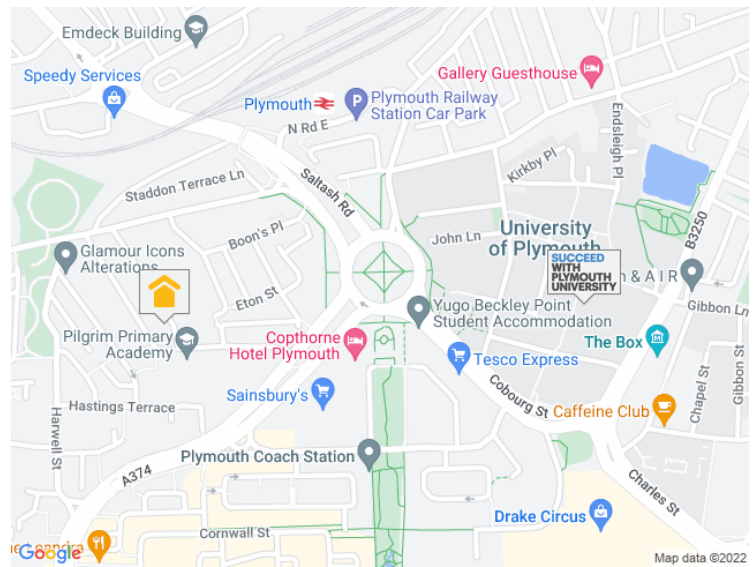 Emdeck Building
Speedy Services
Gallery Guesthouse
Plymouth
Plymouth Railway
Station Car Park
N Rd E
Endsleigh Pl
Kirkby Pl
Saltash Rd
Staddon Terrace Ln
B3250
Boon's Pl
John Ln
University
of Plymouth
Glamour Icons
Alterations
SUCCEED
WITH
PLYMOUTH
UNIVERSITY
n & A I R
Eton St
Yugo Beckley Point
Student Accommodation
Gibbon Ln
Pilgrim Primary
Academy
Copthorne
Hotel Plymouth
The Box
Tesco Express
Gibbon St
Chapel St
Cobourg St
Sainsbury's
Hastings Terrace
Caffeine Club
Harwell St
Plymouth Coach Station
A374
Charles St
Drake Circus
Cornwall St
Google
Map data ©2022